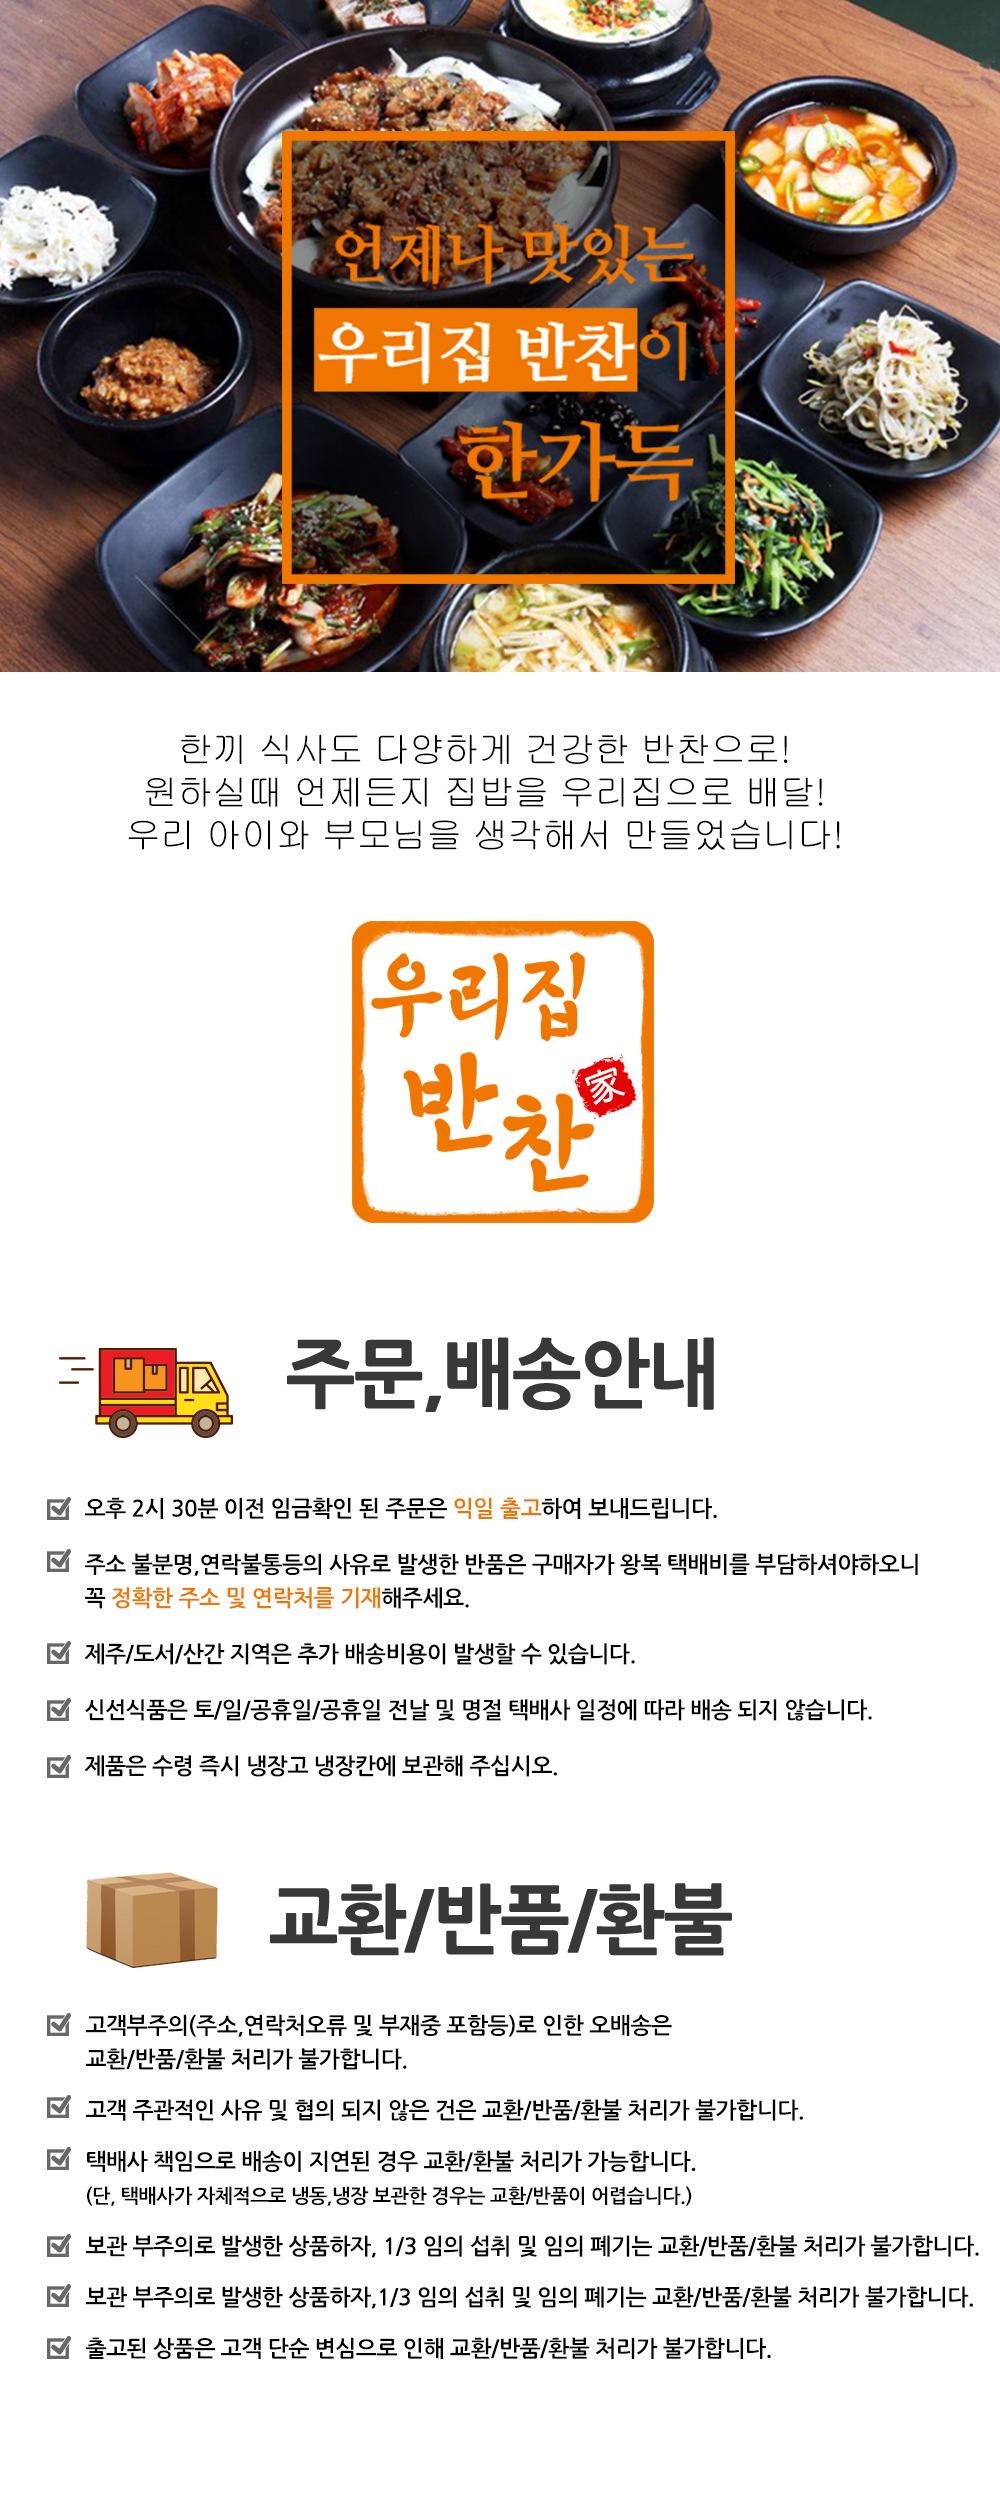 언제나 맛있는
우리집 반찬이
한가득
한끼 식사도 다양하게 건강한 반찬으로!
원하실때 언제든지 집밥을 우리집으로 배달!
우리 아이와 부모님을 생각해서 만들었습니다!
우리집
반찬
家
주문,배송안내
오후 2시 30분 이전 임금확인 된 주문은 익일 출고하여 보내드립니다.
주소 불분명,연락불통등의 사유로 발생한 반품은 구매자가 왕복 택배비를 부담하셔야하오니
꼭 정확한 주소 및 연락처를 기재해주세요.
제주/도서/산간 지역은 추가 배송비용이 발생할 수 있습니다.
신선식품은 토/일/공휴일/공휴일 전날 및 명절 택배사 일정에 따라 배송 되지 않습니다.
제품은 수령 즉시 냉장고 냉장칸에 보관해 주십시오.
교환/반품/환불
고객부주의(주소,연락처오류 및 부재중 포함등)로 인한 오배송은
교환/반품/환불 처리가 불가합니다.
고객 주관적인 사유 및 협의 되지 않은 건은 교환/반품/환불 처리가 불가합니다.
택배사 책임으로 배송이 지연된 경우 교환/환불 처리가 가능합니다.
(단, 택배사가 자체적으로 냉동,냉장 보관한 경우는 교환/반품이 어렵습니다.)
보관 부주의로 발생한 상품하자, 1/3 임의 섭취 및 임의 폐기는 교환/반품/환불 처리가 불가합니다.
보관 부주의로 발생한 상품하자,1/3 임의 섭취 및 임의 폐기는 교환/반품/환불 처리가 불가합니다.
출고된 상품은 고객 단순 변심으로 인해 교환/반품/환불 처리가 불가합니다.